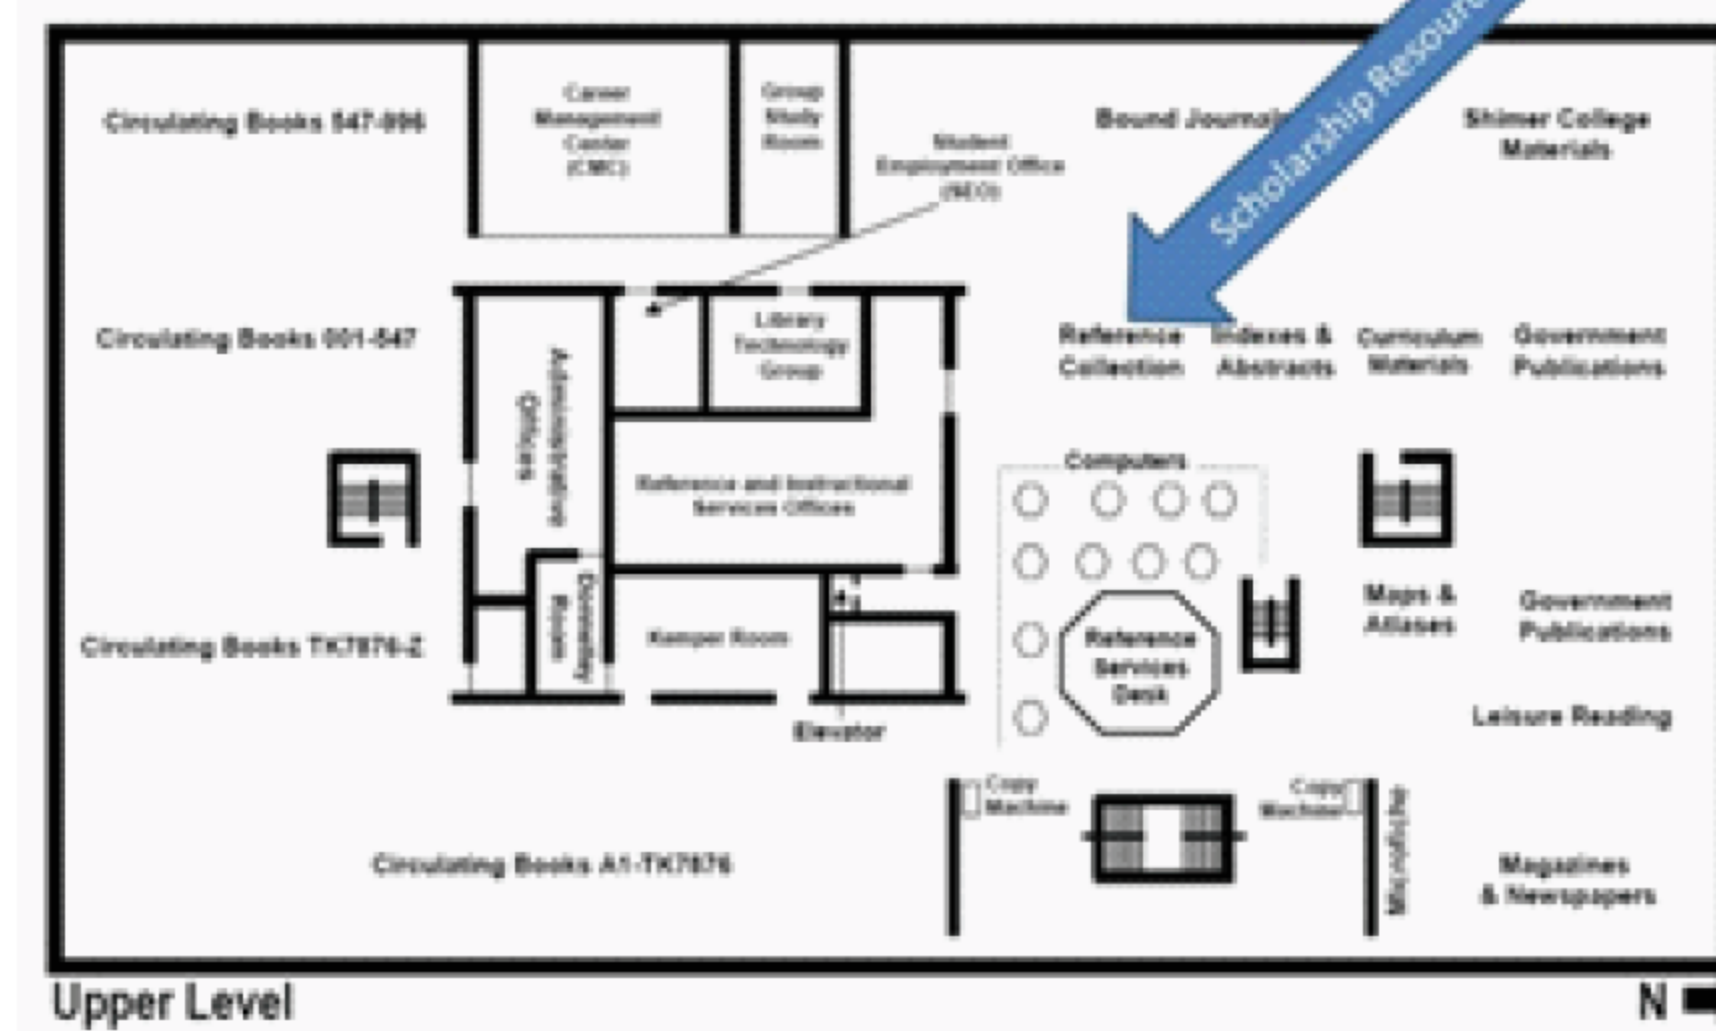 Scholarship Resour
Circulating Books 547-996
Career
Management
Center
(CMC)
Group
Study
Room
Student
Employment Office
(SEO)
Bound Journals
Shimer College
Materials
Circulating Books 001-547
Administrative
Offices
Library
Technology
Group
Reference
Collection
Indexes &
Abstracts
Curriculum
Materials
Government
Publications
Reference and Instructional
Services Offices
Computers
Circulating Books TK7876-Z
Room
Kemper Room
Reference
Services
Desk
Maps &
Atlases
Government
Publications
Leisure Reading
Elevator
Copy
Machine
Copy
Machine
Microfiche
Circulating Books A1-TK7876
Magazines
& Newspapers
Upper Level
N